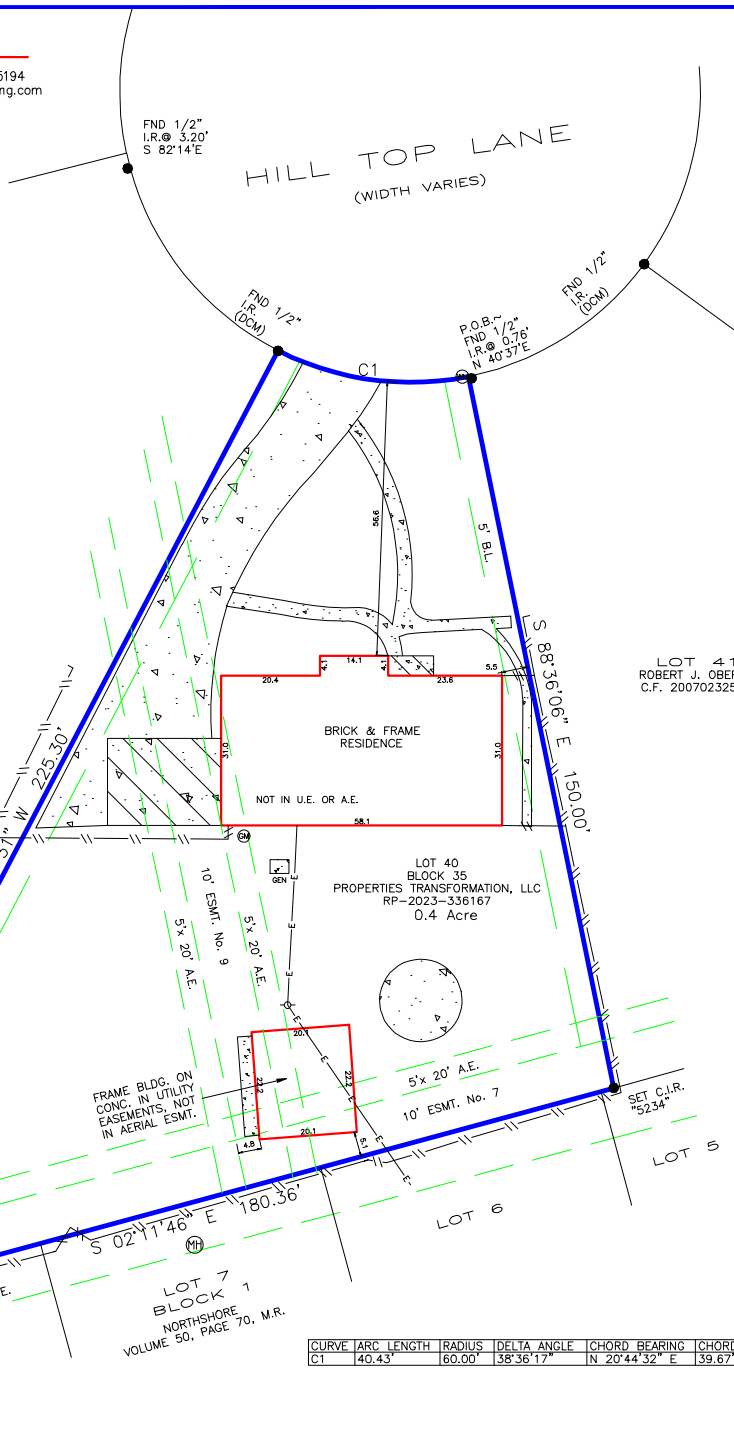 5194
ng.com
FND 1/2"
I.R.@ 3.20'
S 82°14'E
HILL TOP LANE
(WIDTH VARIES)
FND 1/2"
I.R.
(DCM)
FND 1/2"
I.R.
(DCM)
P.O.B.~
FND 1/2"
I.R.@ 0.76'
N 40°37'E
C1
56.6
5' B.L.
S 88°36'06" E 150.00'
LOT 41
ROBERT J. OBER
C.F. 200702325
14.1
4.1
4.1
20.4
23.6
5.5
BRICK & FRAME
RESIDENCE
31.0
31.0
NOT IN U.E. OR A.E.
58.1
31" W 225.30'
GM
GEN
E
E
E
LOT 40
BLOCK 35
PROPERTIES TRANSFORMATION, LLC
RP-2023-336167
0.4 Acre
10' ESMT. No. 9
5'x 20' A.E.
5'x 20' A.E.
20.1
22.2
22.2
20.1
4.8
5.1
E
E
E
E
E
FRAME BLDG. ON
CONC. IN UTILITY
EASEMENTS, NOT
IN AERIAL ESMT.
5'x 20' A.E.
10' ESMT. No. 7
SET C.I.R.
"5234"
LOT 5
LOT 6
S 02°11'46" E 180.36'
MH
E.
LOT 7
BLOCK 1
NORTHSHORE
VOLUME 50, PAGE 70, M.R.
CURVE ARC LENGTH RADIUS DELTA ANGLE CHORD BEARING CHORD
C1 40.43' 60.00' 38°36'17" N 20°44'32" E 39.67'